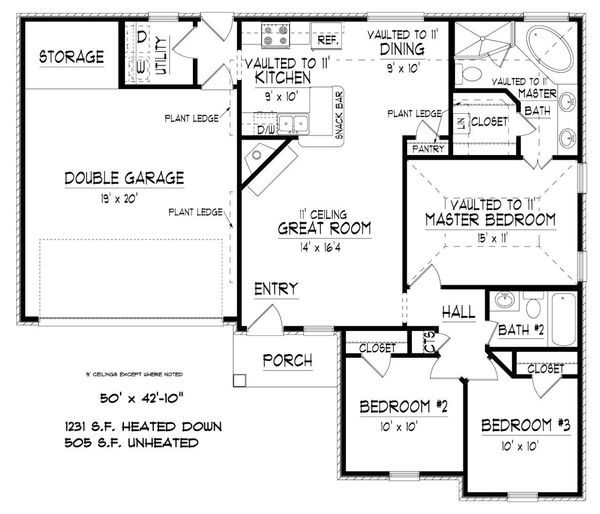 STORAGE
D
E
UTILITY
REF.
VAULTED TO 11'
DINING
9' x 10'
VAULTED TO 11'
KITCHEN
9' x 10'
SNACK BAR
D/W
VAULTED TO 11'
MASTER
BATH
PLANT LEDGE
LIN
CLOSET
PANTRY
PLANT LEDGE
DOUBLE GARAGE
19' x 20'
PLANT LEDGE
11' CEILING
GREAT ROOM
14' x 16'4
VAULTED TO 11'
MASTER BEDROOM
15' x 11'
ENTRY
HALL
BATH #2
PORCH
CLOSET
CTS
CLOSET
BEDROOM #2
10' x 10'
BEDROOM #3
10' x 10'
9' CEILINGS EXCEPT WHERE NOTED
50' x 42'-10"
1231 S.F. HEATED DOWN
505 S.F. UNHEATED